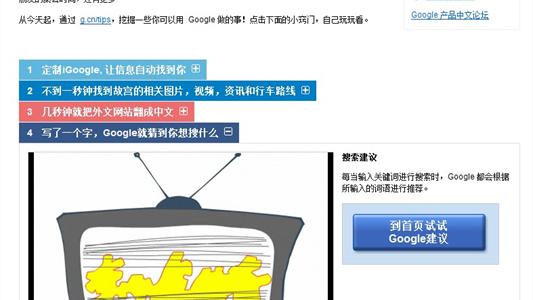 Google 产品中文论坛
从今天起，通过 g.cn/tips，挖掘一些你可以用 Google 做的事！点击下面的小窍门，自己玩玩看。
1 定制iGoogle, 让信息自动找到你
2 不到一秒钟找到故宫的相关图片，视频，资讯和行车路线
3 几秒钟就把外文网站翻成中文
4 写了一个字，Google就猜到你想搜什么
搜索建议
每当输入关键词进行搜索时，Google 都会根据
所输入的词语进行推荐。
到首页试试
Google建议